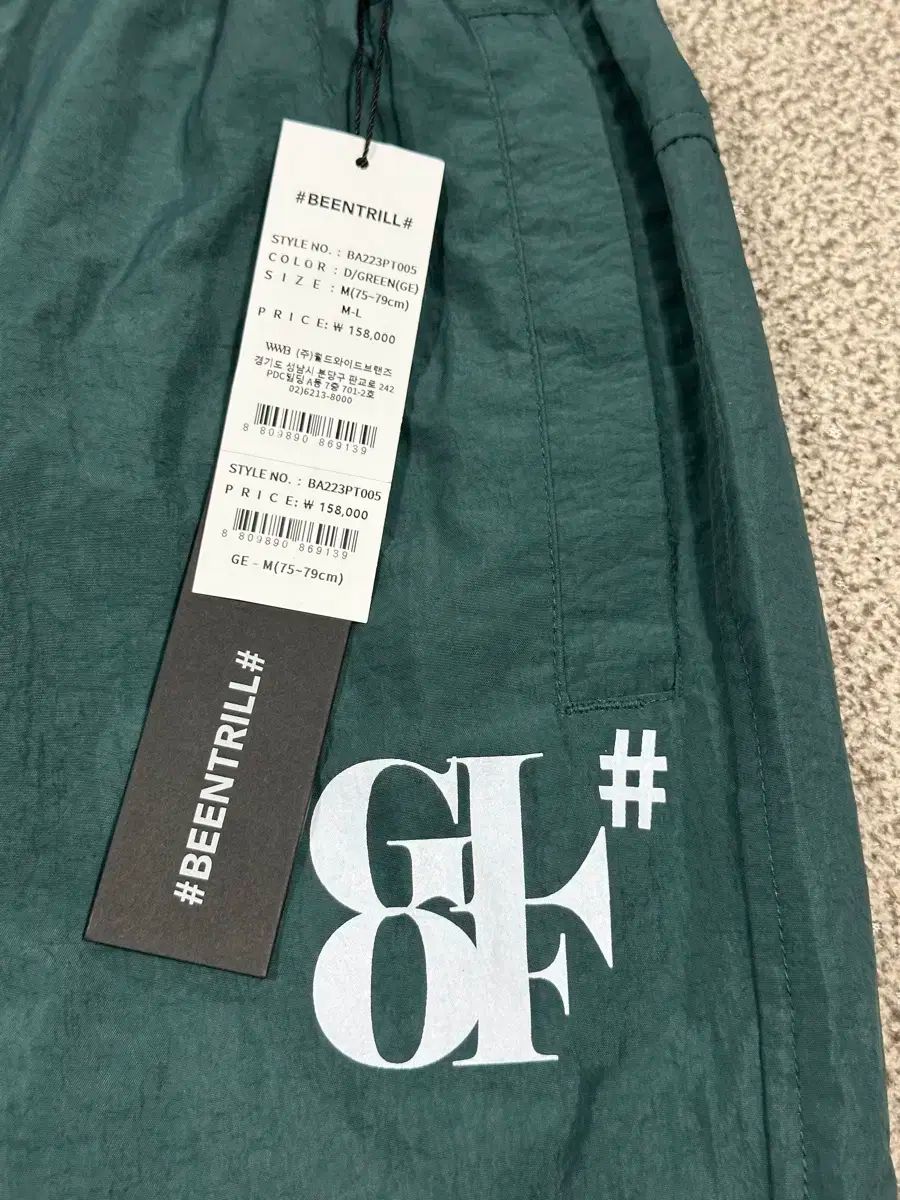 #BEENTRILL#
STYLE NO. : BA223PT005
COLOR : D/GREEN(GE)
SIZE : M(75~79cm)
M-L
PRICE: ₩ 158,000
WWB (주)월드와이드브랜즈
경기도 성남시 분당구 판교로 242
PDC빌딩 A동 7층 701-2호
02)6213-8000
8 809890 869139
STYLE NO. : BA223PT005
PRICE: ₩ 158,000
8 809890 869139
GE - M(75~79cm)
#BEENTRILL#
GL#
OF